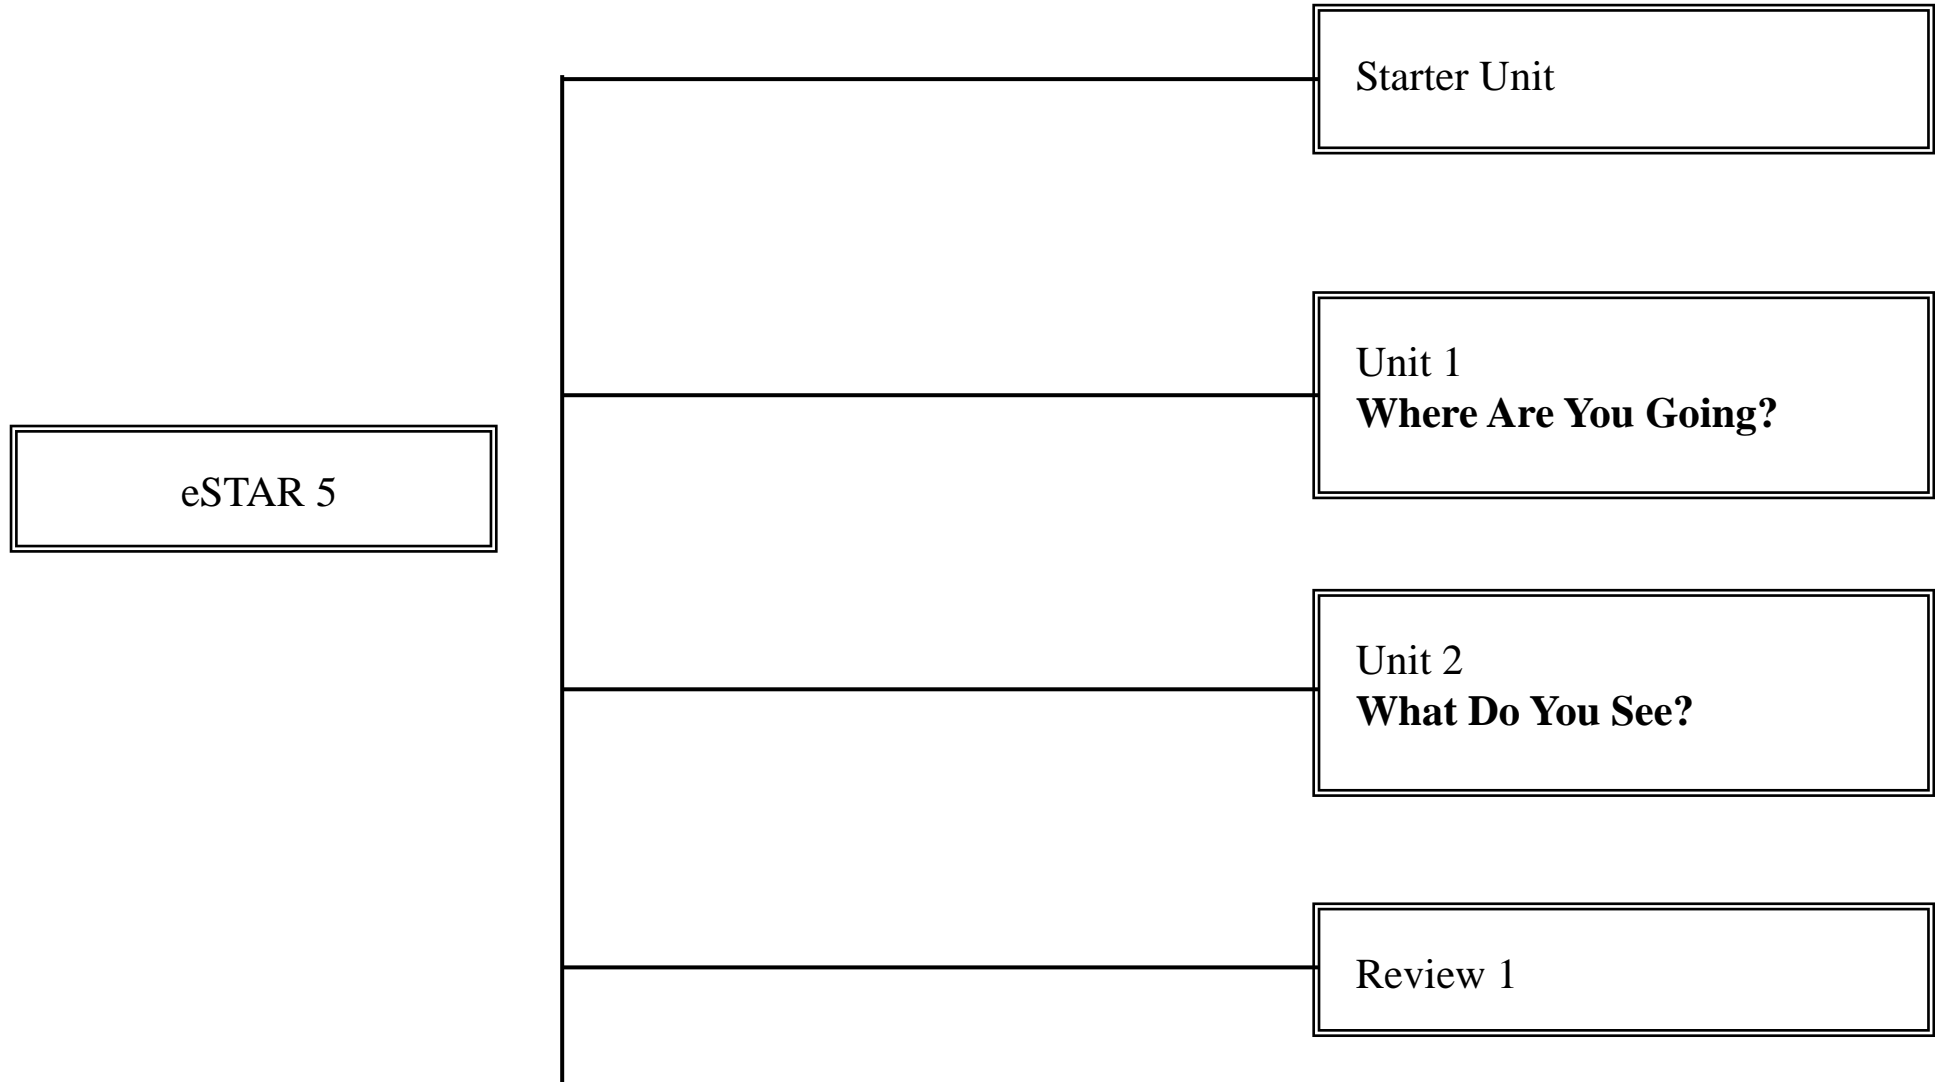 Starter Unit
Unit 1
Where Are You Going?
eSTAR 5
Unit 2
What Do You See?
Review 1